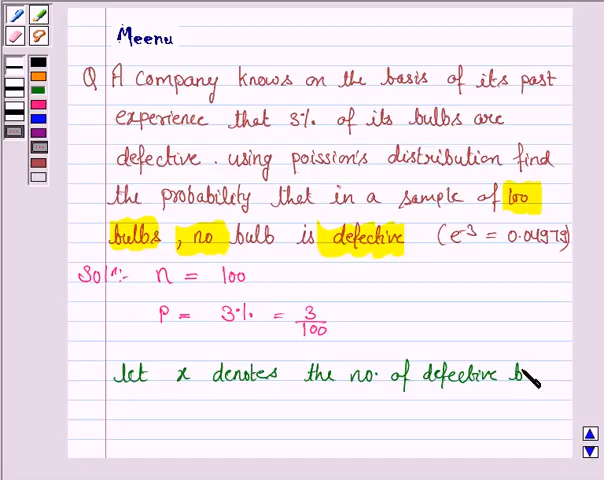 Meenu
Q A Company knows on the basis of its past
experience that 3% of its bulbs are
defective. using poission's distribution find
the probability that in a sample of 100
bulbs, no bulb is defective (e³ = 0.04979)
Solⁿ:- n = 100
P = 3% = 3/100
let x denotes the no. of defective b